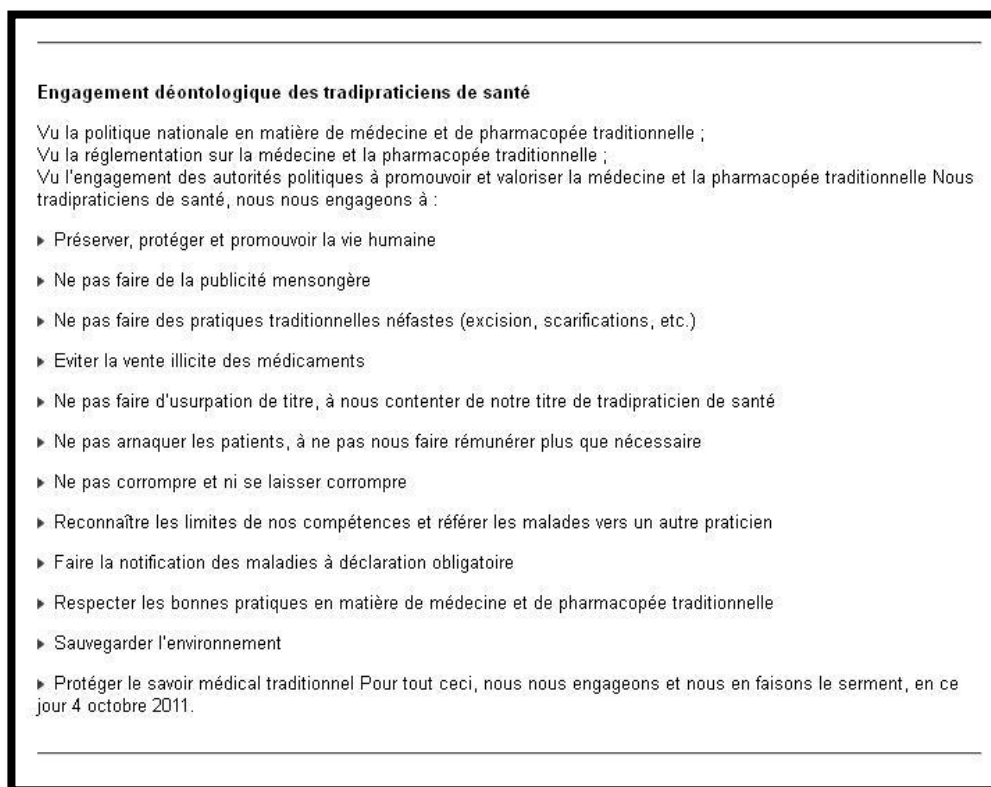 Engagement déontologique des tradipraticiens de santé
Vu la politique nationale en matière de médecine et de pharmacopée traditionnelle ;
Vu la réglementation sur la médecine et la pharmacopée traditionnelle ;
Vu l'engagement des autorités politiques à promouvoir et valoriser la médecine et la pharmacopée traditionnelle Nous
tradipraticiens de santé, nous nous engageons à :
Préserver, protéger et promouvoir la vie humaine
Ne pas faire de la publicité mensongère
Ne pas faire des pratiques traditionnelles néfastes (excision, scarifications, etc.)
Eviter la vente illicite des médicaments
Ne pas faire d'usurpation de titre, à nous contenter de notre titre de tradipraticien de santé
Ne pas arnaquer les patients, à ne pas nous faire rémunérer plus que nécessaire
Ne pas corrompre et ni se laisser corrompre
Reconnaître les limites de nos compétences et référer les malades vers un autre praticien
Faire la notification des maladies à déclaration obligatoire
Respecter les bonnes pratiques en matière de médecine et de pharmacopée traditionnelle
Sauvegarder l'environnement
Protéger le savoir médical traditionnel Pour tout ceci, nous nous engageons et nous en faisons le serment, en ce
jour 4 octobre 2011.